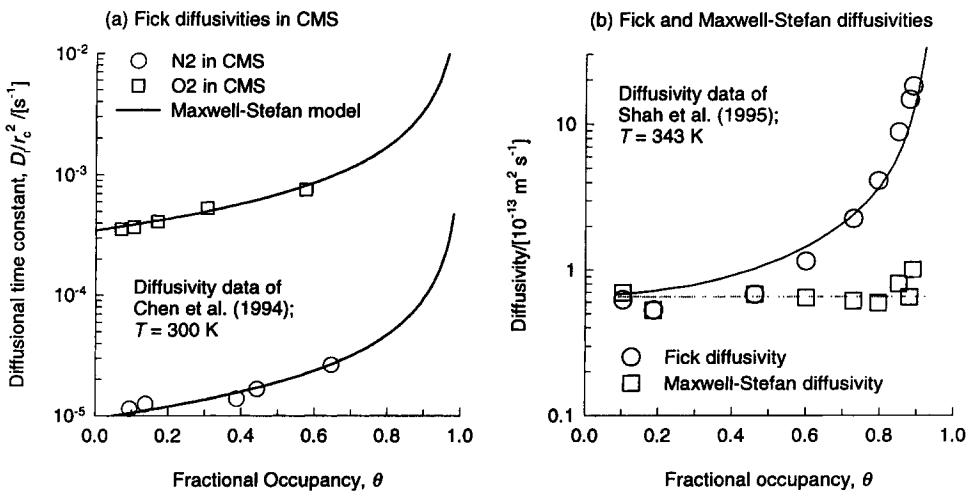 (a) Fick diffusivities in CMS
Diffusional time constant, Dᵢ/r_c² /[s⁻¹]
10⁻²
10⁻³
10⁻⁴
10⁻⁵
N2 in CMS
O2 in CMS
Maxwell-Stefan model
Diffusivity data of
Chen et al. (1994);
T = 300 K
0.0 0.2 0.4 0.6 0.8 1.0
Fractional Occupancy, θ
(b) Fick and Maxwell-Stefan diffusivities
Diffusivity/[10⁻¹³ m² s⁻¹]
10
1
0.1
Diffusivity data of
Shah et al. (1995);
T = 343 K
Fick diffusivity
Maxwell-Stefan diffusivity
0.0 0.2 0.4 0.6 0.8 1.0
Fractional occupancy, θ